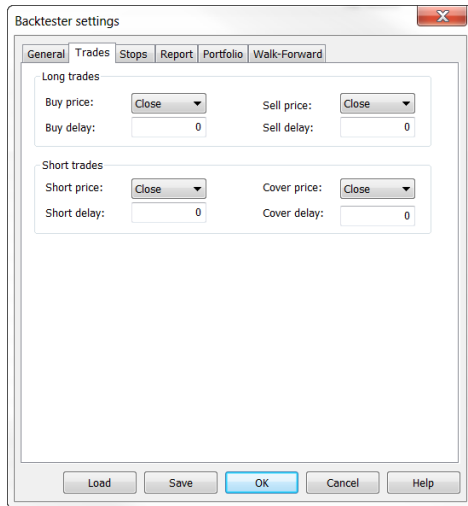 Backtester settings
X
General Trades Stops Report Portfolio Walk-Forward
Long trades
Buy price: Close Sell price: Close
Buy delay: 0 Sell delay: 0
Short trades
Short price: Close Cover price: Close
Short delay: 0 Cover delay: 0
Load Save OK Cancel Help